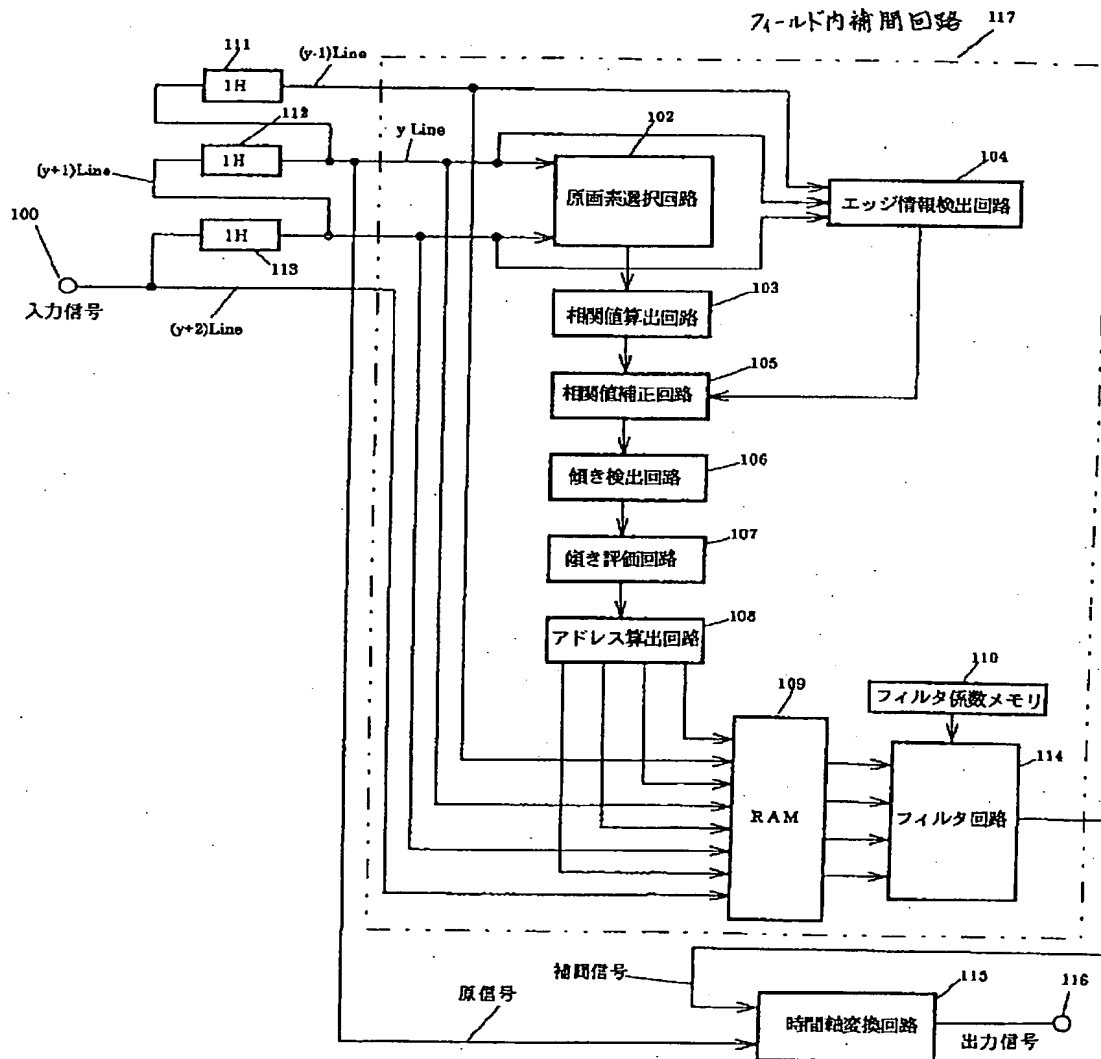 フィールド内補間回路
117
111
(y-1)Line
1H
112
y Line
102
1H
(y+1)Line
104
原画素選択回路
エッジ情報検出回路
100
1H
113
入力信号
(y+2)Line
103
相関値算出回路
105
相関値補正回路
106
傾き検出回路
107
傾き評価回路
108
アドレス算出回路
110
109
フィルタ係数メモリ
114
RAM
フィルタ回路
補間信号
115
116
原信号
時間軸変換回路
出力信号